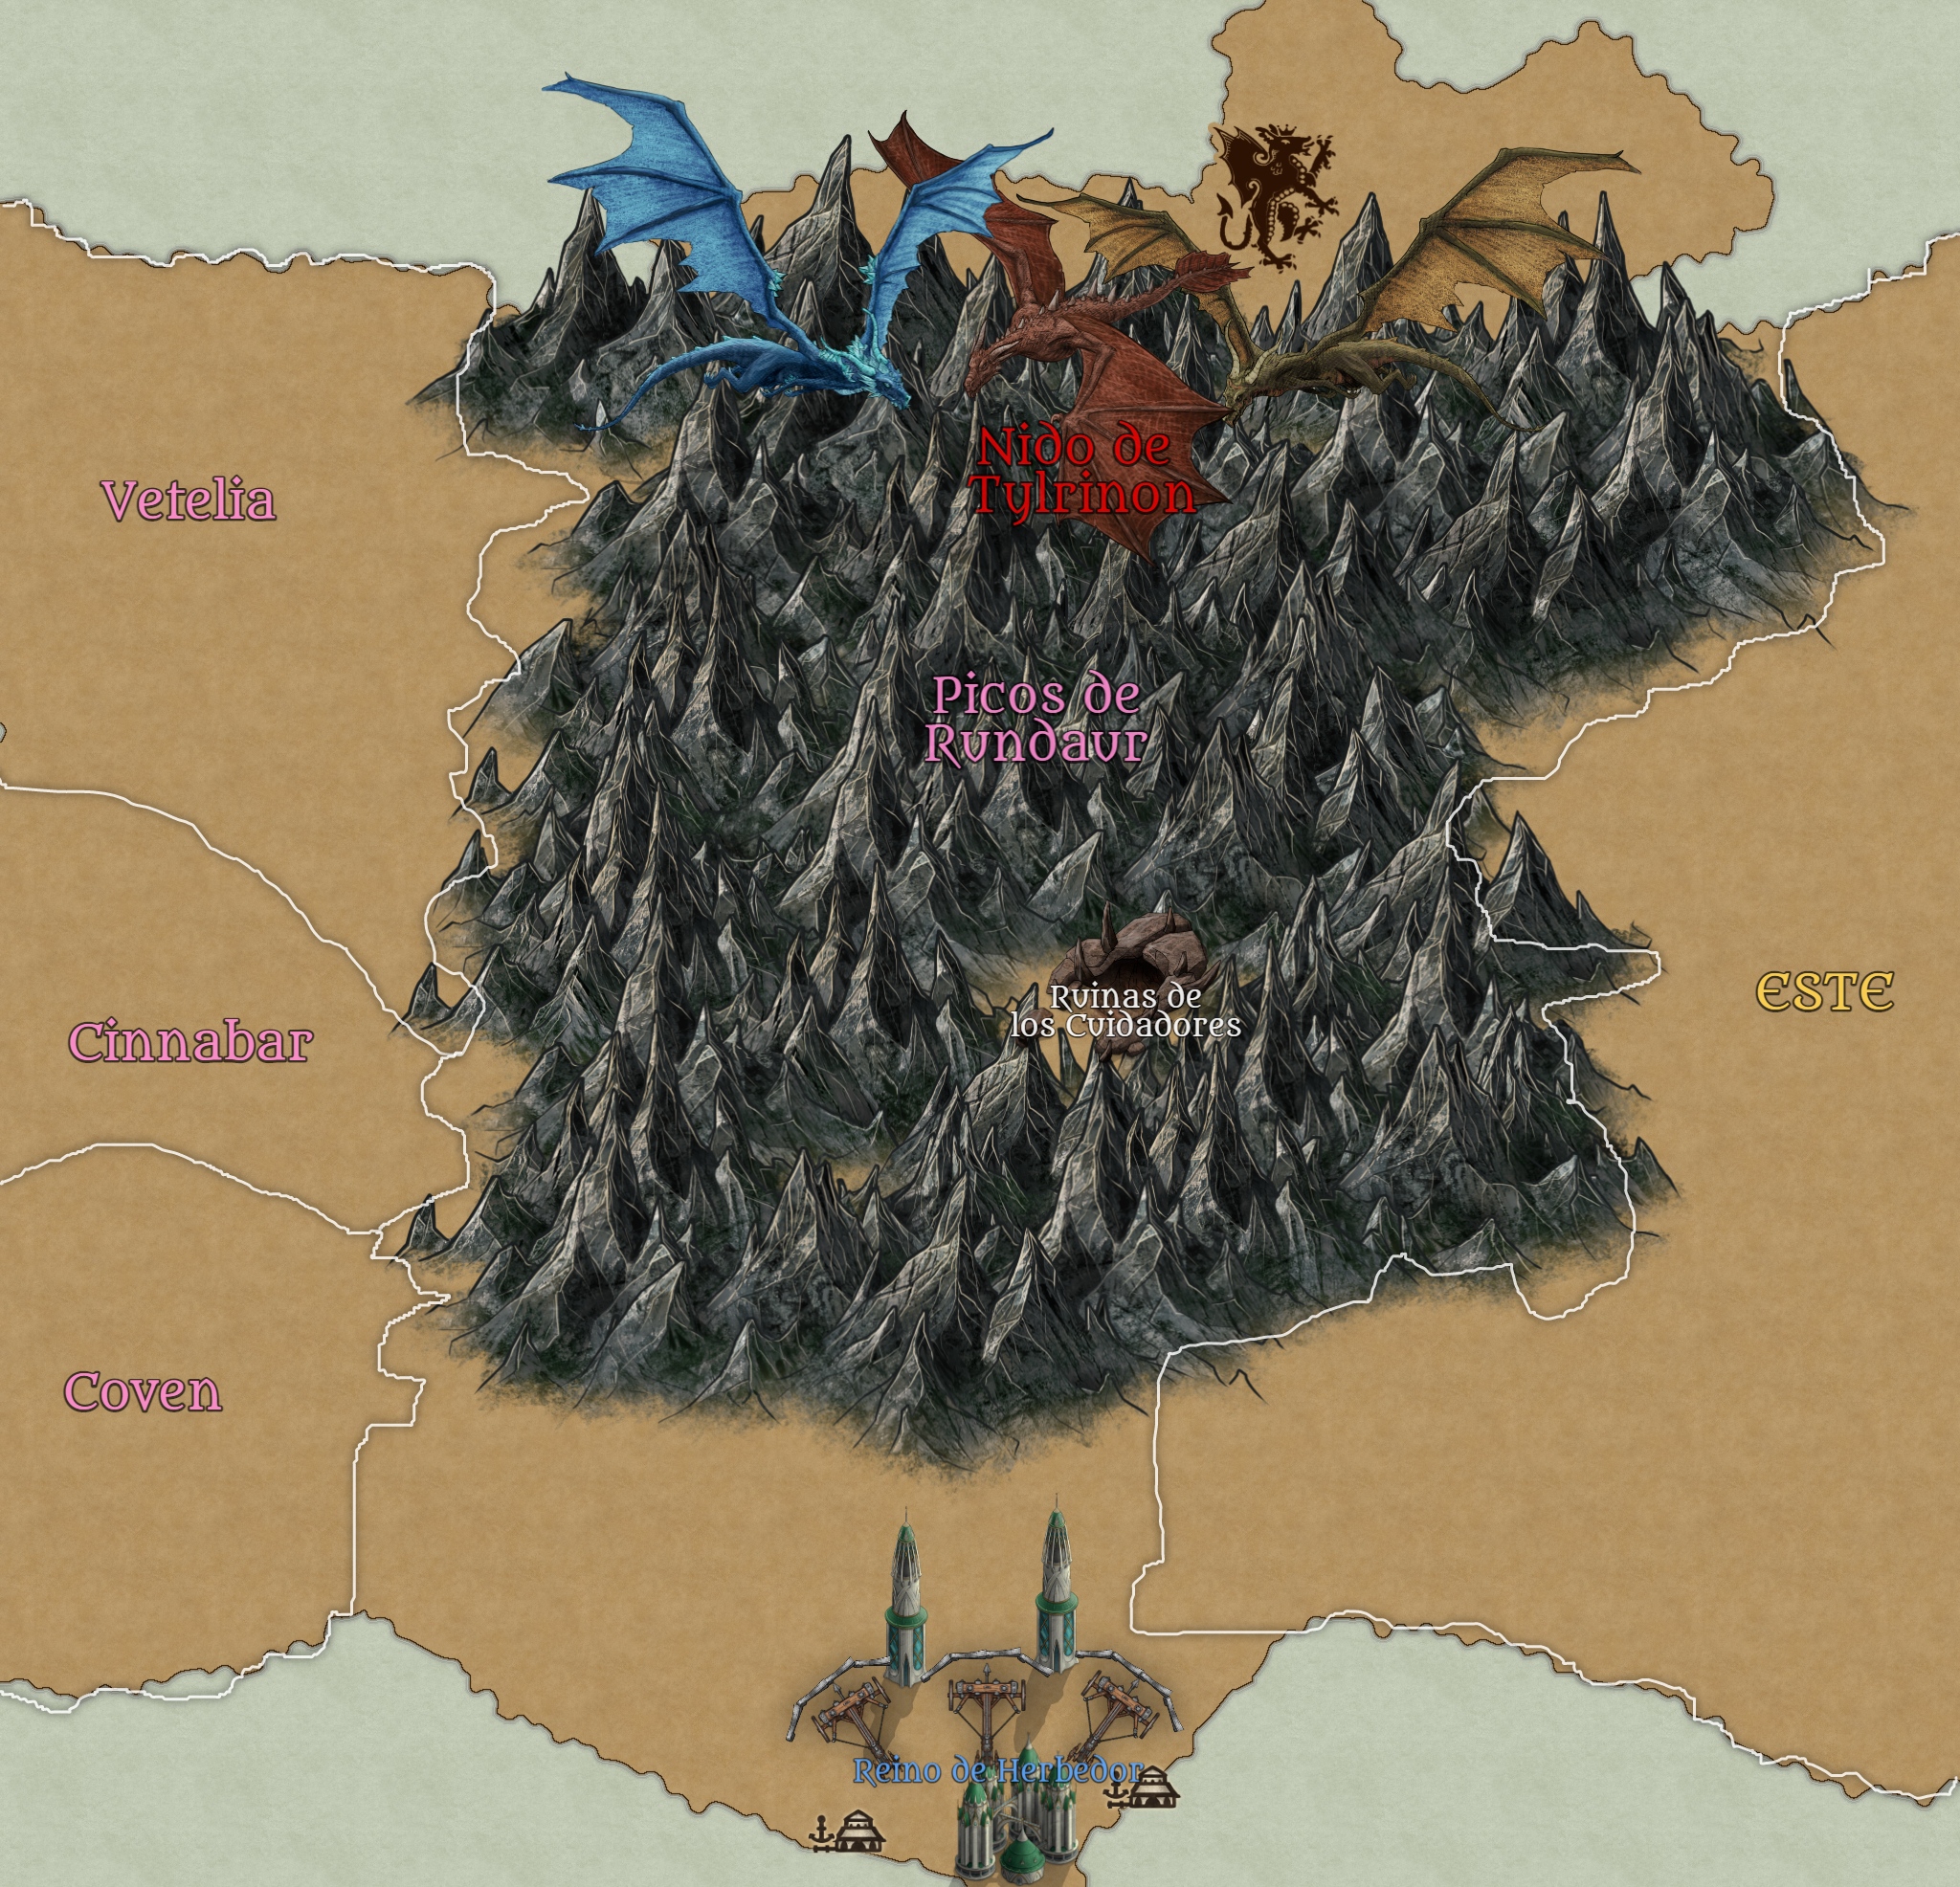 Nido de
Tylrinon
Vetelia
Picos de
Rundaur
ESTE
Ruinas de
los Cuidadores
Cinnabar
Coven
Reino de Herbedor